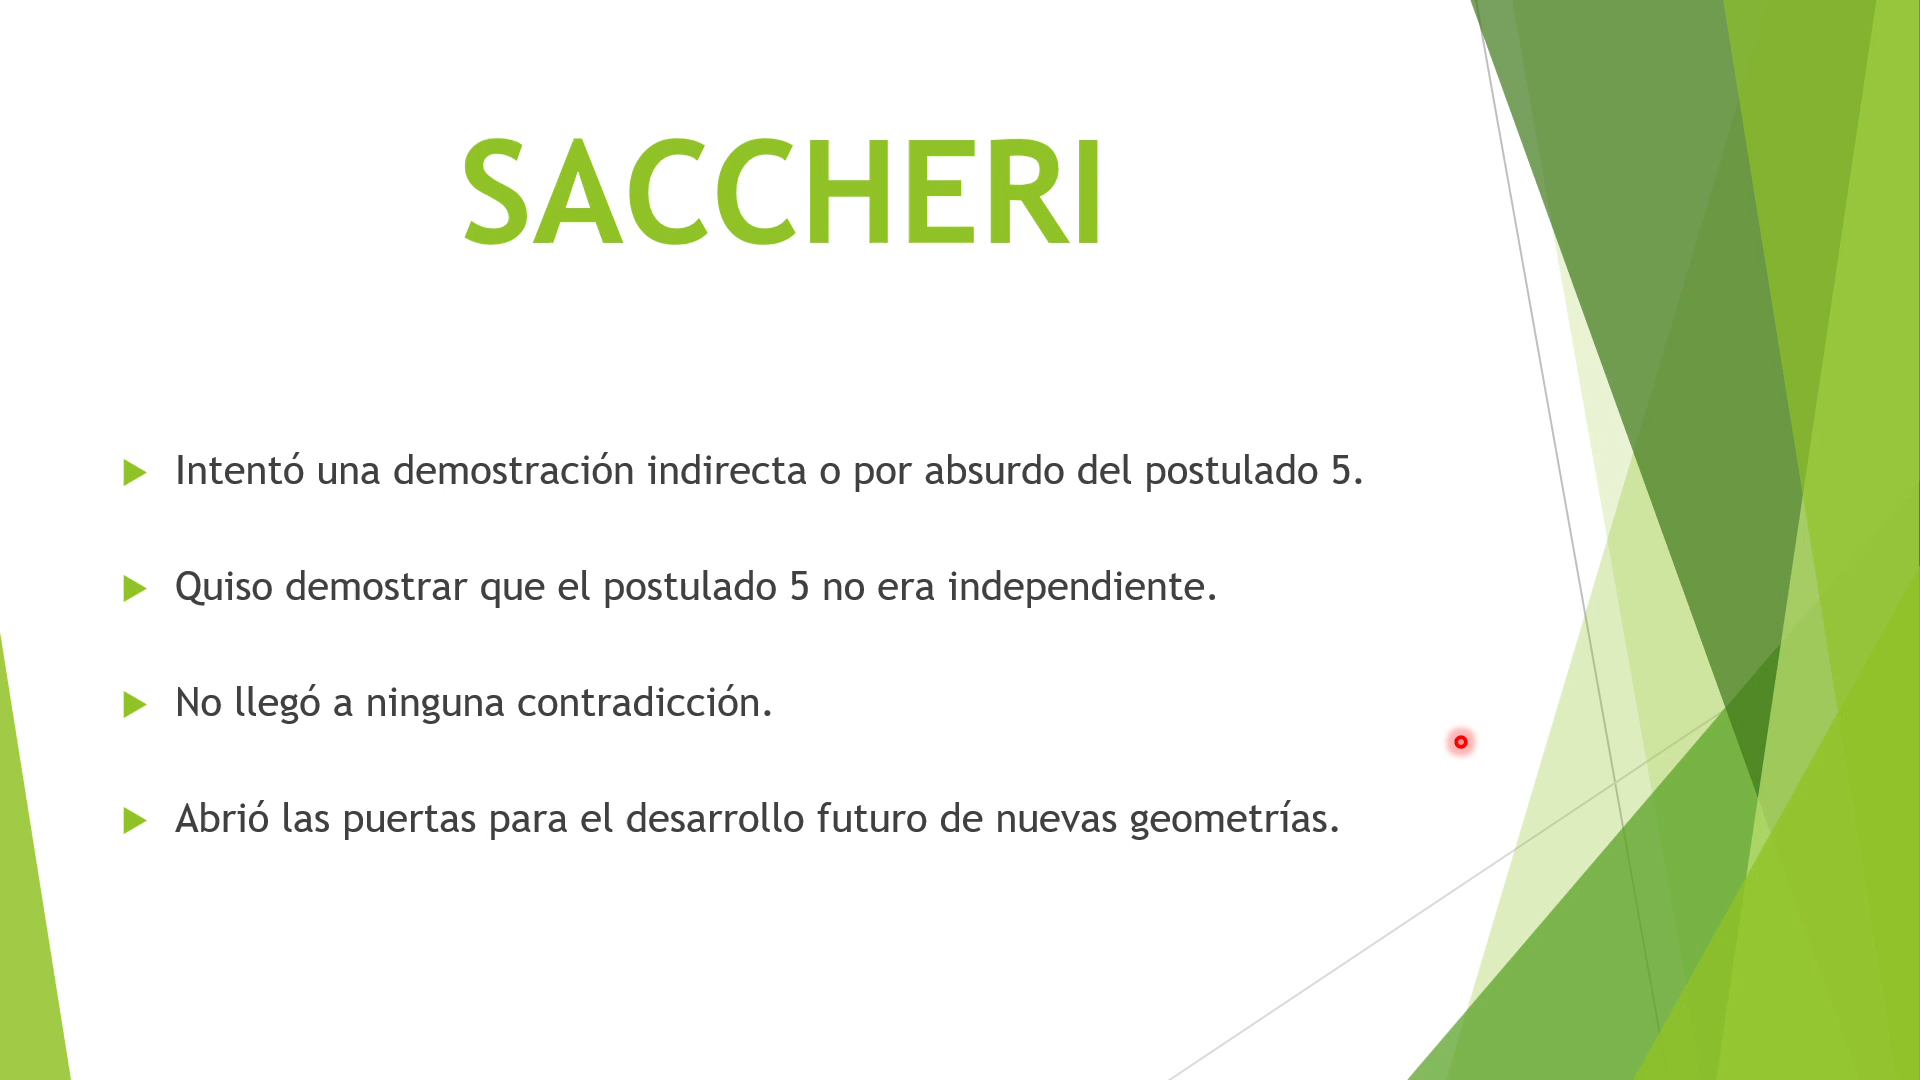 SACCHERI
Intentó una demostración indirecta o por absurdo del postulado 5.
Quiso demostrar que el postulado 5 no era independiente.
No llegó a ninguna contradicción.
Abrió las puertas para el desarrollo futuro de nuevas geometrías.